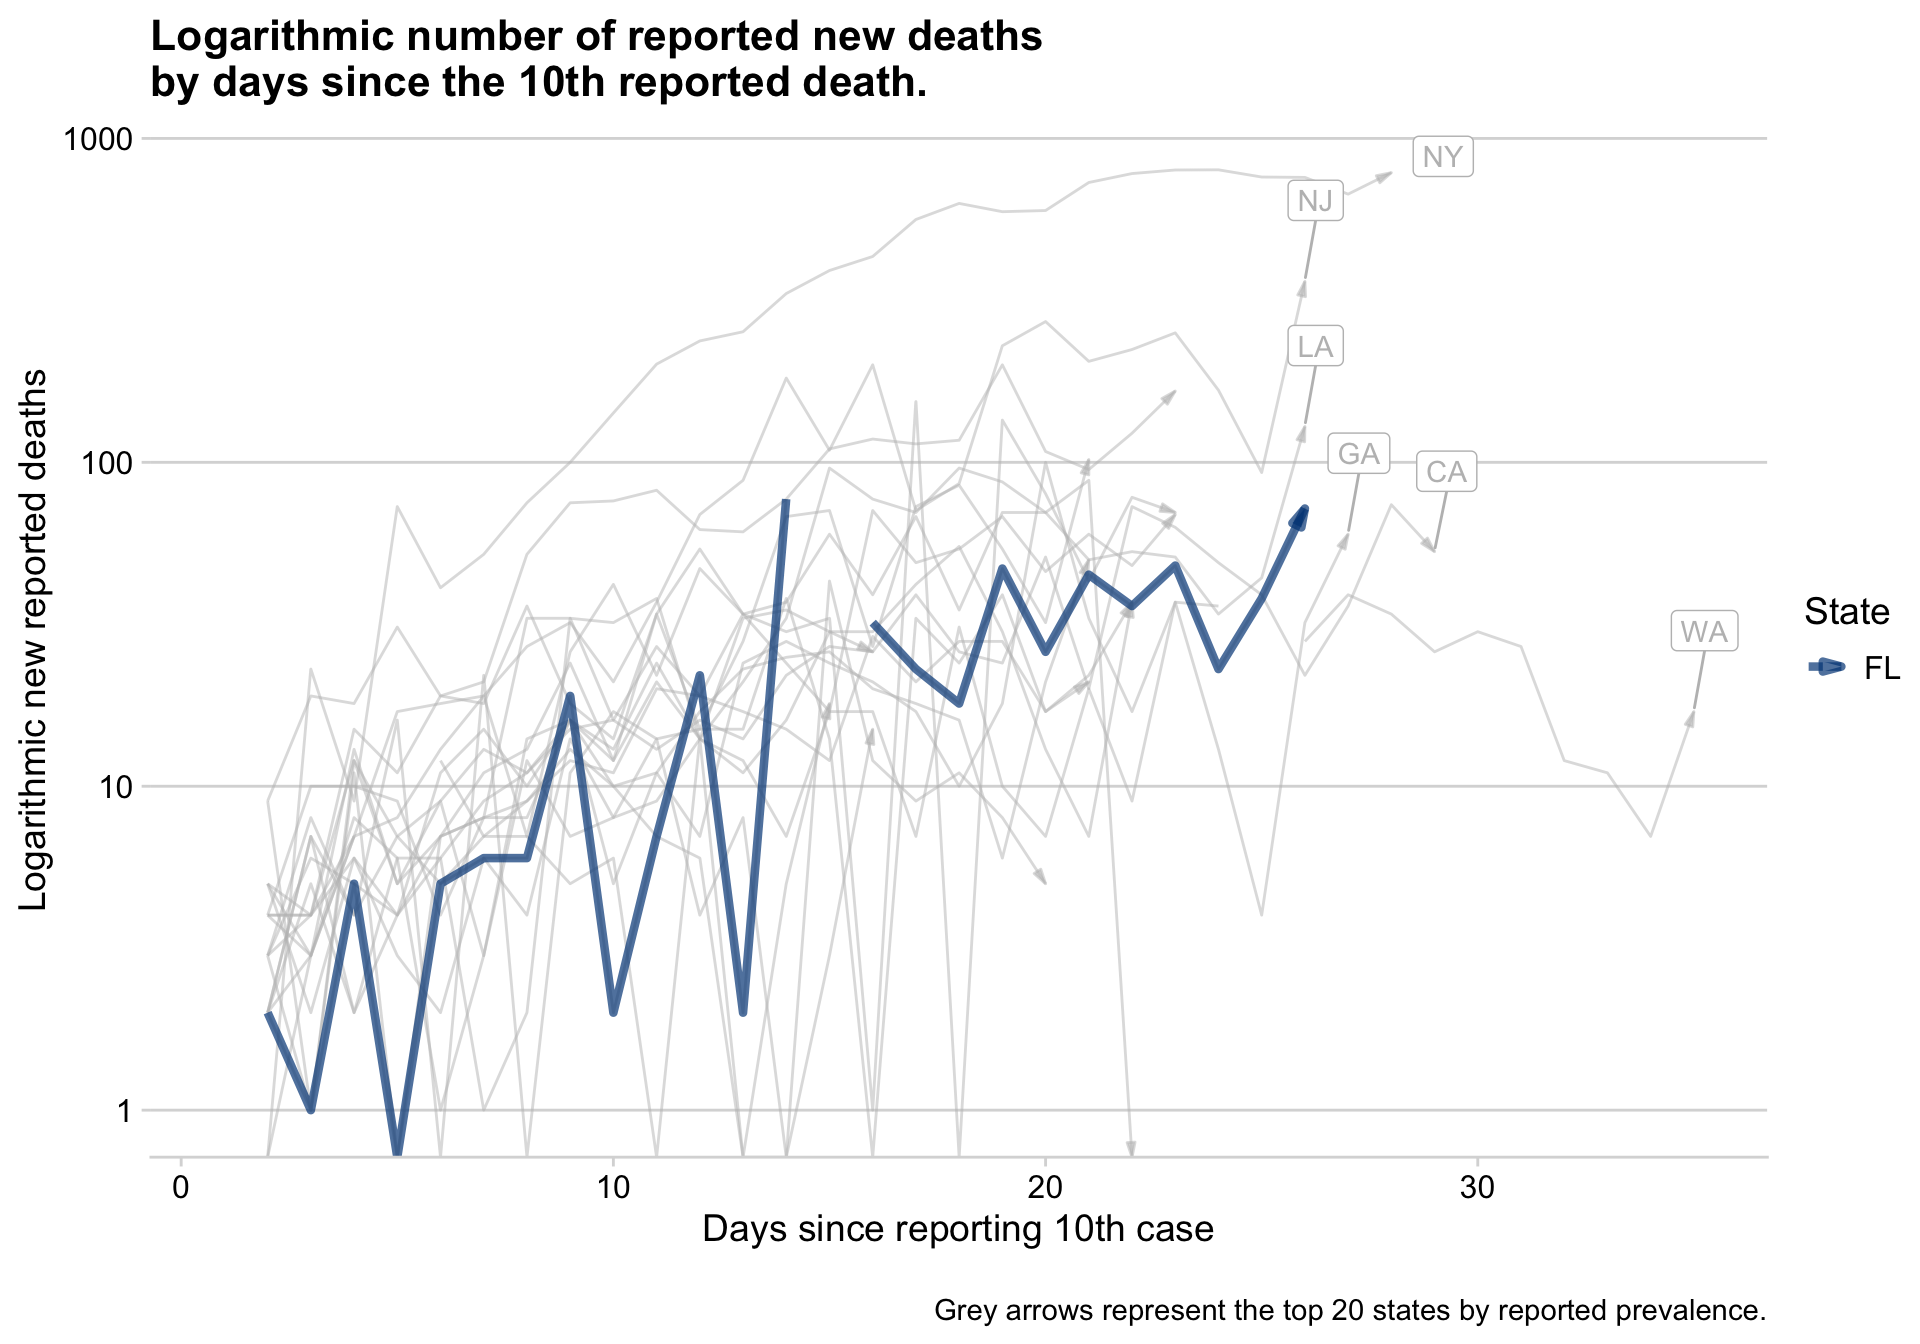 Logarithmic number of reported new deaths
by days since the 10th reported death.
Logarithmic new reported deaths
1000
100
10
1
NY
NJ
LA
GA
CA
WA
State
FL
0
10
20
30
Days since reporting 10th case
Grey arrows represent the top 20 states by reported prevalence.